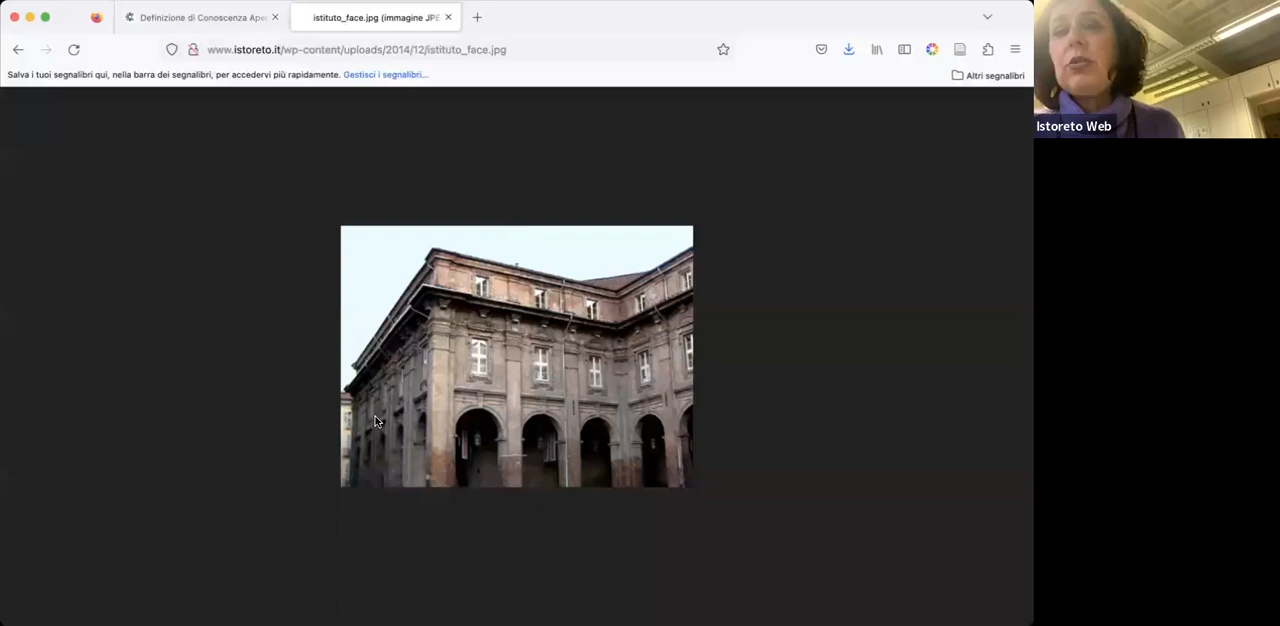 Definizione di Conoscenza Ape
istituto_face.jpg (immagine JPE
www.istoreto.it/wp-content/uploads/2014/12/istituto_face.jpg
Salva i tuoi segnalibri qui, nella barra dei segnalibri, per accedervi più rapidamente. Gestisci i segnalibri...
Altri segnalibri
Istoreto Web